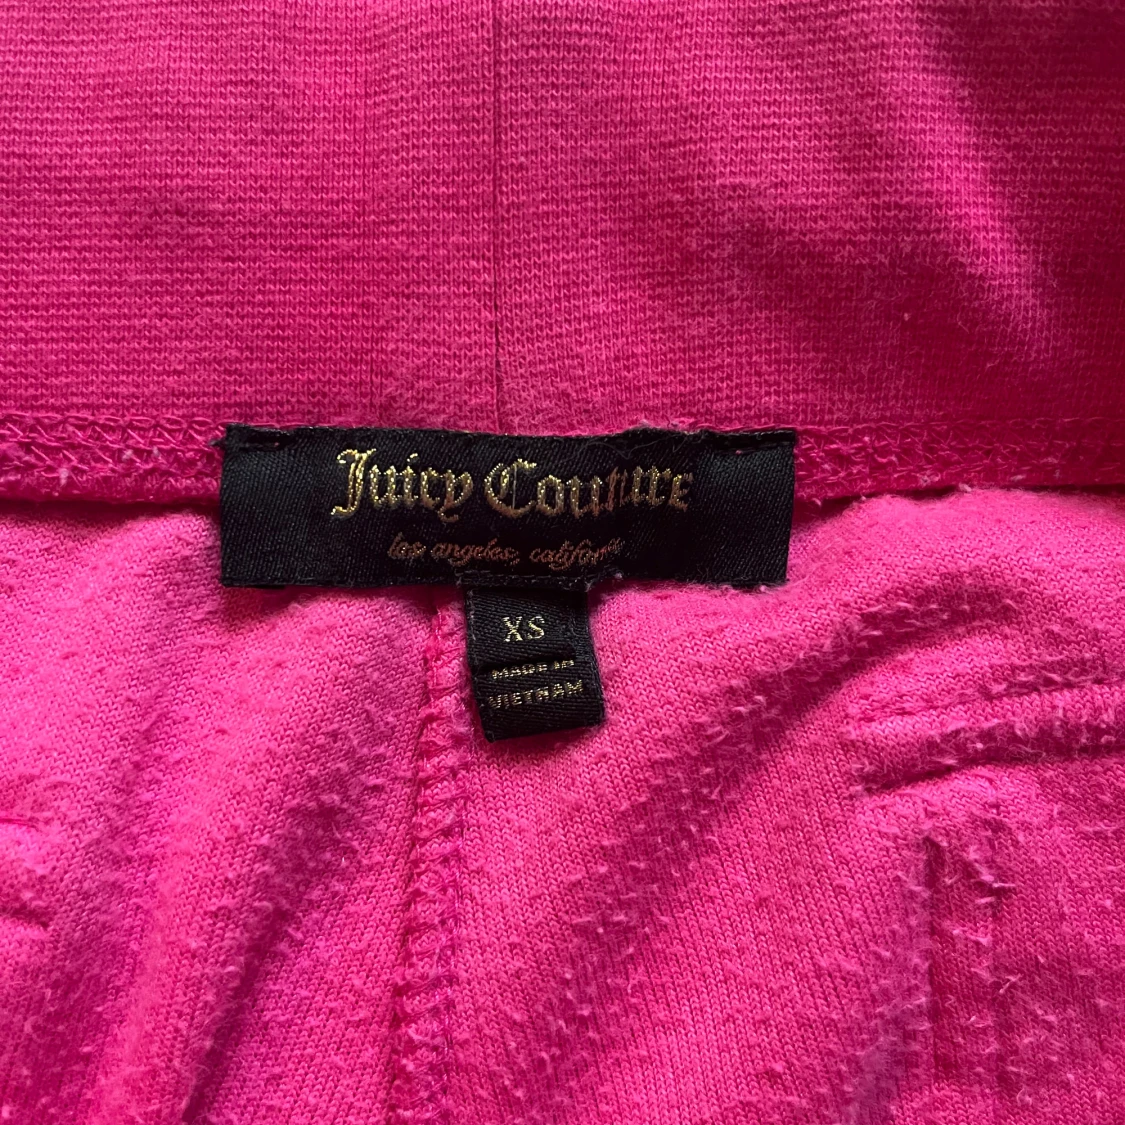 Juicy Couture
los angeles, california
XS
MADE IN
VIETNAM